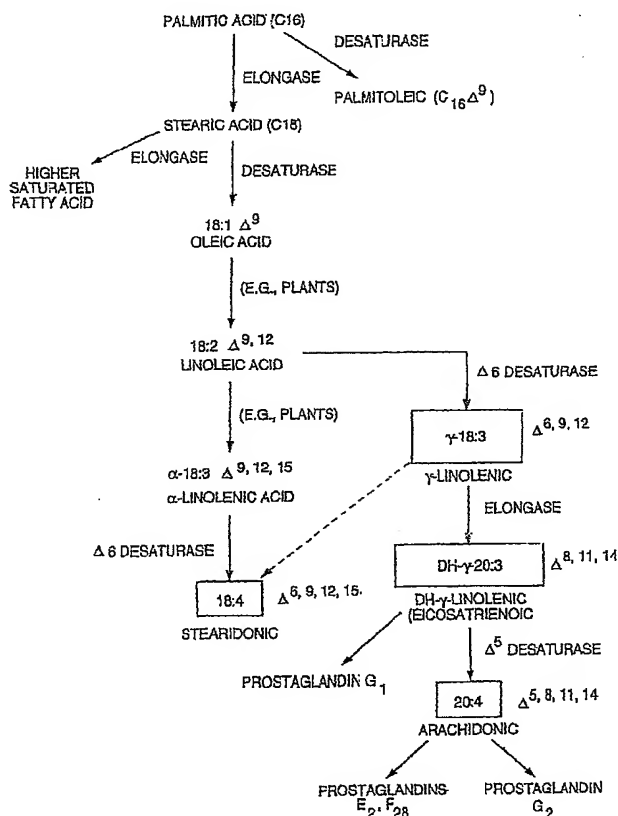 PALMITIC ACID (C16)
DESATURASE
ELONGASE
PALMITOLEIC (C16Δ9)
STEARIC ACID (C18)
ELONGASE
HIGHER
SATURATED
FATTY ACID
DESATURASE
18:1 Δ9
OLEIC ACID
(E.G., PLANTS)
18:2 Δ9, 12
LINOLEIC ACID
Δ6 DESATURASE
(E.G., PLANTS)
γ-18:3 Δ6, 9, 12
γ-LINOLENIC
α-18:3 Δ9, 12, 15
α-LINOLENIC ACID
ELONGASE
Δ6 DESATURASE
DH-γ-20:3 Δ8, 11, 14
DH-γ-LINOLENIC
(EICOSATRIENOIC
18:4 Δ6, 9, 12, 15.
STEARIDONIC
Δ5 DESATURASE
PROSTAGLANDIN G1
20:4 Δ5, 8, 11, 14
ARACHIDONIC
PROSTAGLANDINS
E2, F28
PROSTAGLANDIN
G2